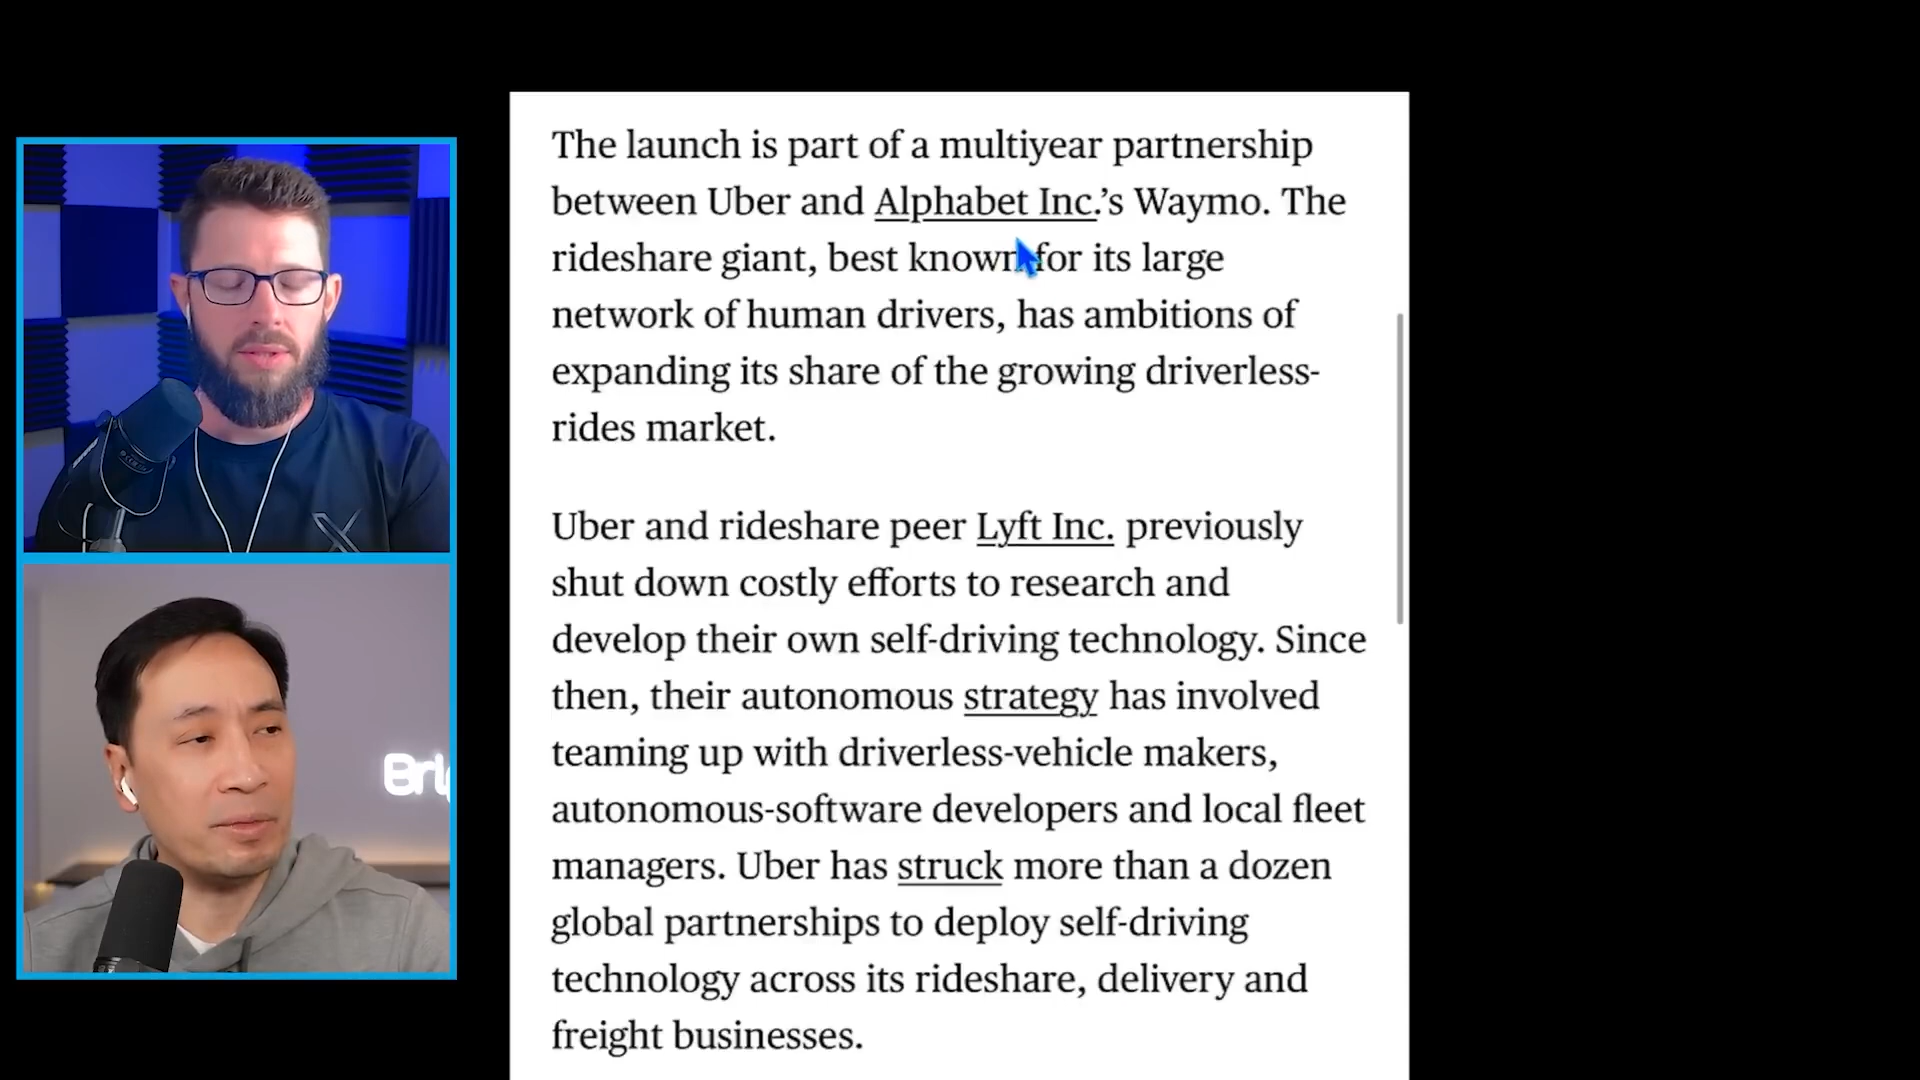 The launch is part of a multiyear partnership
between Uber and Alphabet Inc.’s Waymo. The
rideshare giant, best known for its large
network of human drivers, has ambitions of
expanding its share of the growing driverless-
rides market.
Uber and rideshare peer Lyft Inc. previously
shut down costly efforts to research and
develop their own self-driving technology. Since
then, their autonomous strategy has involved
teaming up with driverless-vehicle makers,
autonomous-software developers and local fleet
managers. Uber has struck more than a dozen
global partnerships to deploy self-driving
technology across its rideshare, delivery and
freight businesses.